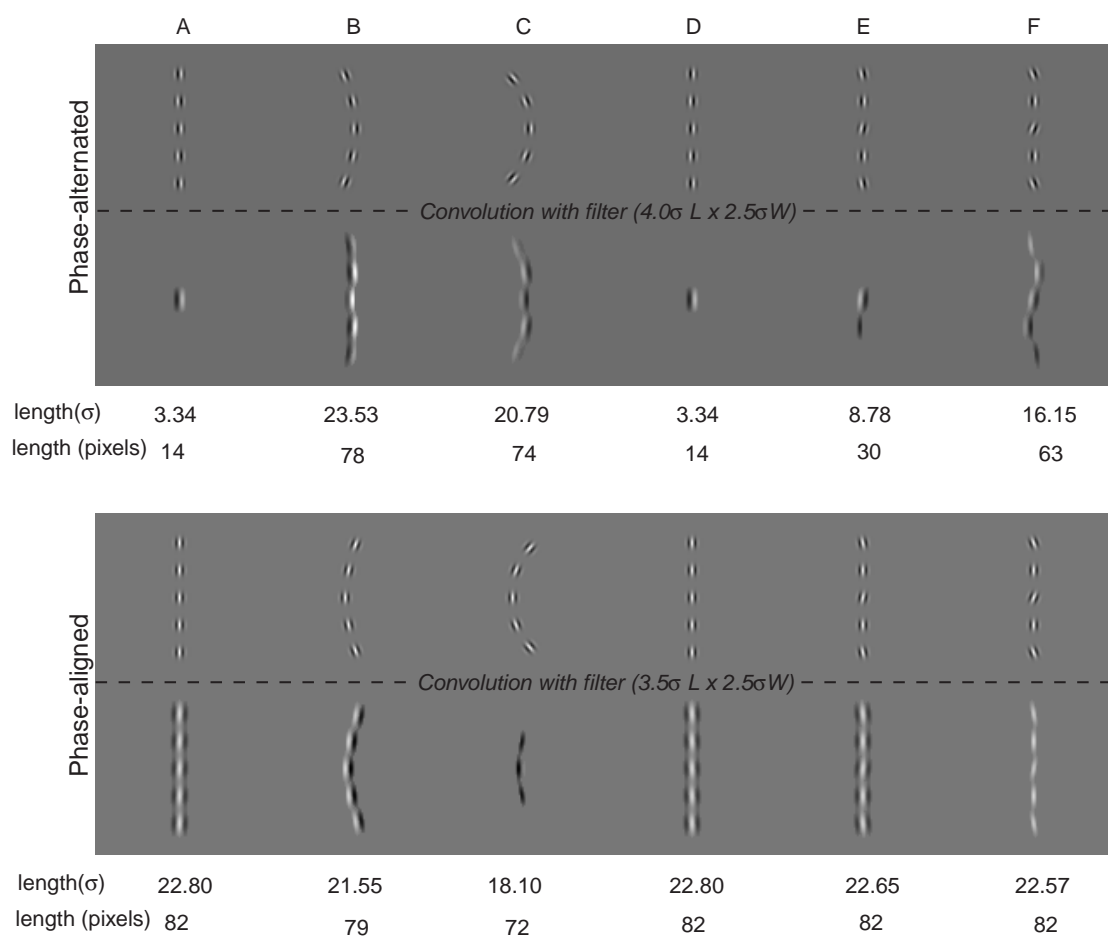 A B C D E F
Phase-alternated
Convolution with filter (4.0σ L x 2.5σW)
length(σ) 3.34 23.53 20.79 3.34 8.78 16.15
length (pixels) 14 78 74 14 30 63
Phase-aligned
Convolution with filter (3.5σ L x 2.5σW)
length(σ) 22.80 21.55 18.10 22.80 22.65 22.57
length (pixels) 82 79 72 82 82 82